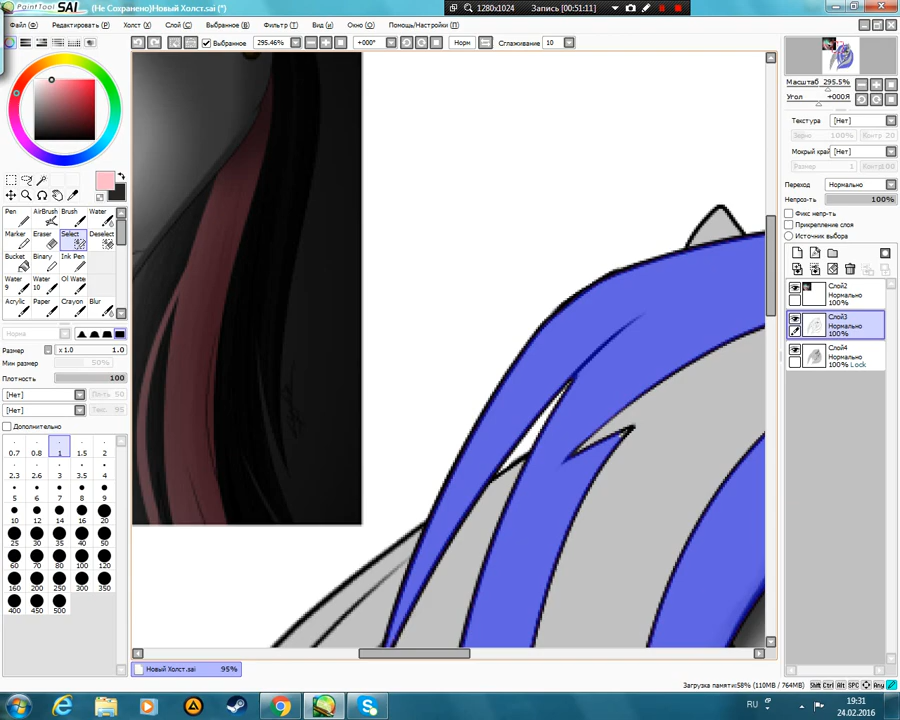 PaintTool SAI (Не Сохранено)Новый Холст.sai (*)
1280x1024 Запись [00:51:11]
Файл (F) Редактировать (P) Холст (X) Слой (C) Выбранное (B) Фильтр (T) Вид (И) Окно (O) Помощь/Настройки (П)
Выбранное 295.46% +000° Норм Сглаживание 10
Масштаб 295.5%
Угол +000Я
Текстура [Нет]
100%
Мокрый край [Нет]
Размер 1
Переход Нормально
Непроз-ть 100%
Фикс непр-ть
Прикрепление слоя
Источник выбора
Pen AirBrush Brush Water
Marker Eraser Select Deselect
Bucket Binary Ink Pen
Water 9 Water 10 Oil Wate
Acrylic Paper Crayon Blur
Норма
Размер x 1.0 1.0
Мин размер 50%
Плотность 100
[Нет]
[Нет]
Дополнительно
0.7 0.8 1 1.5 2
2.3 2.6 3 3.5 4
5 6 7 8 9
10 12 14 16 20
25 30 35 40 50
60 70 80 100 120
160 200 250 300 350
400 450 500
Слой2
Нормально
100%
Слой3
Нормально
100%
Слой4
Нормально
100% Lock
Новый Холст.sai 95%
Загрузка памяти:58% (110MB / 764MB) Shift Ctrl Alt SPC Any
RU 19:31
24.02.2016